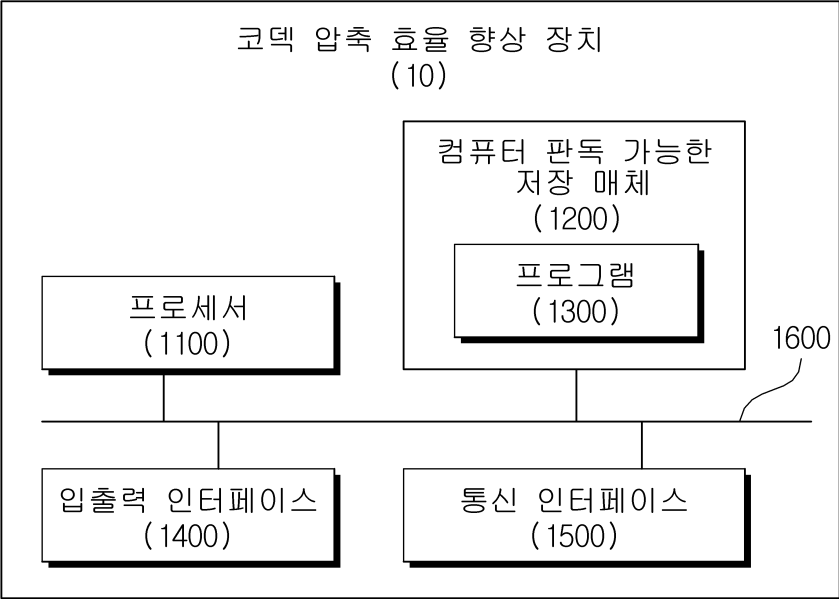 코덱 압축 효율 향상 장치
(10)
컴퓨터 판독 가능한
저장 매체
(1200)
프로그램
(1300)
프로세서
(1100)
1600
입출력 인터페이스
(1400)
통신 인터페이스
(1500)